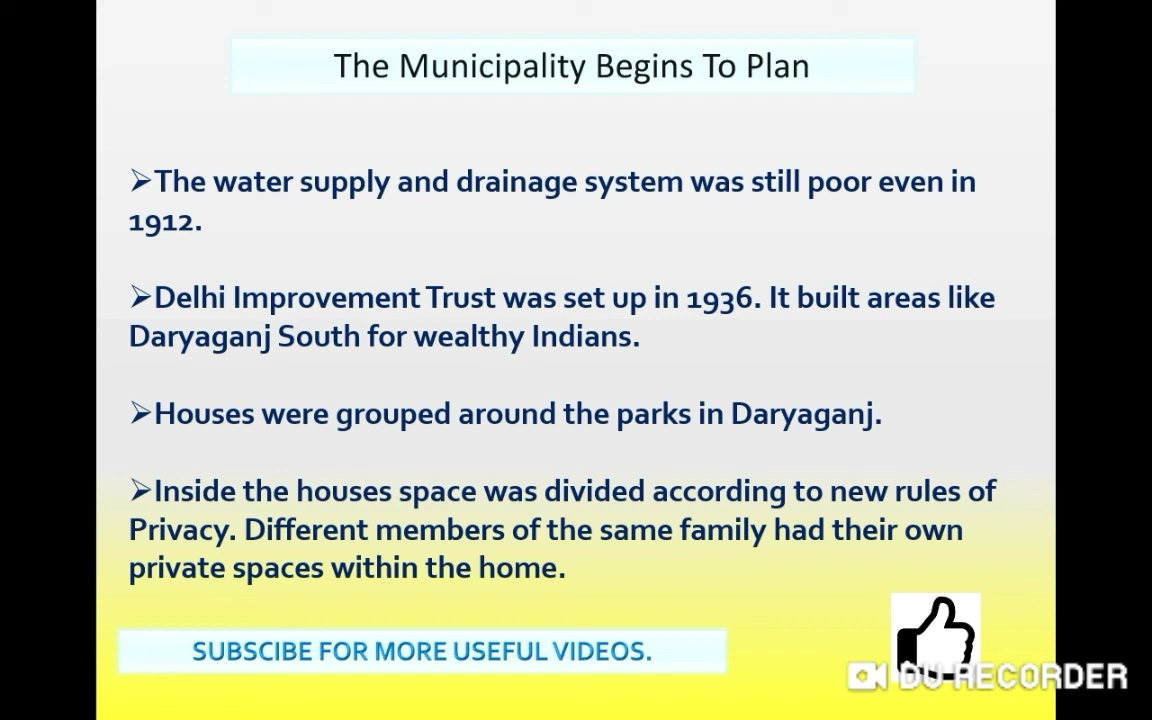 The Municipality Begins To Plan
➢The water supply and drainage system was still poor even in
1912.
➢Delhi Improvement Trust was set up in 1936. It built areas like
Daryaganj South for wealthy Indians.
➢Houses were grouped around the parks in Daryaganj.
➢Inside the houses space was divided according to new rules of
Privacy. Different members of the same family had their own
private spaces within the home.
SUBSCIBE FOR MORE USEFUL VIDEOS.
DU RECORDER